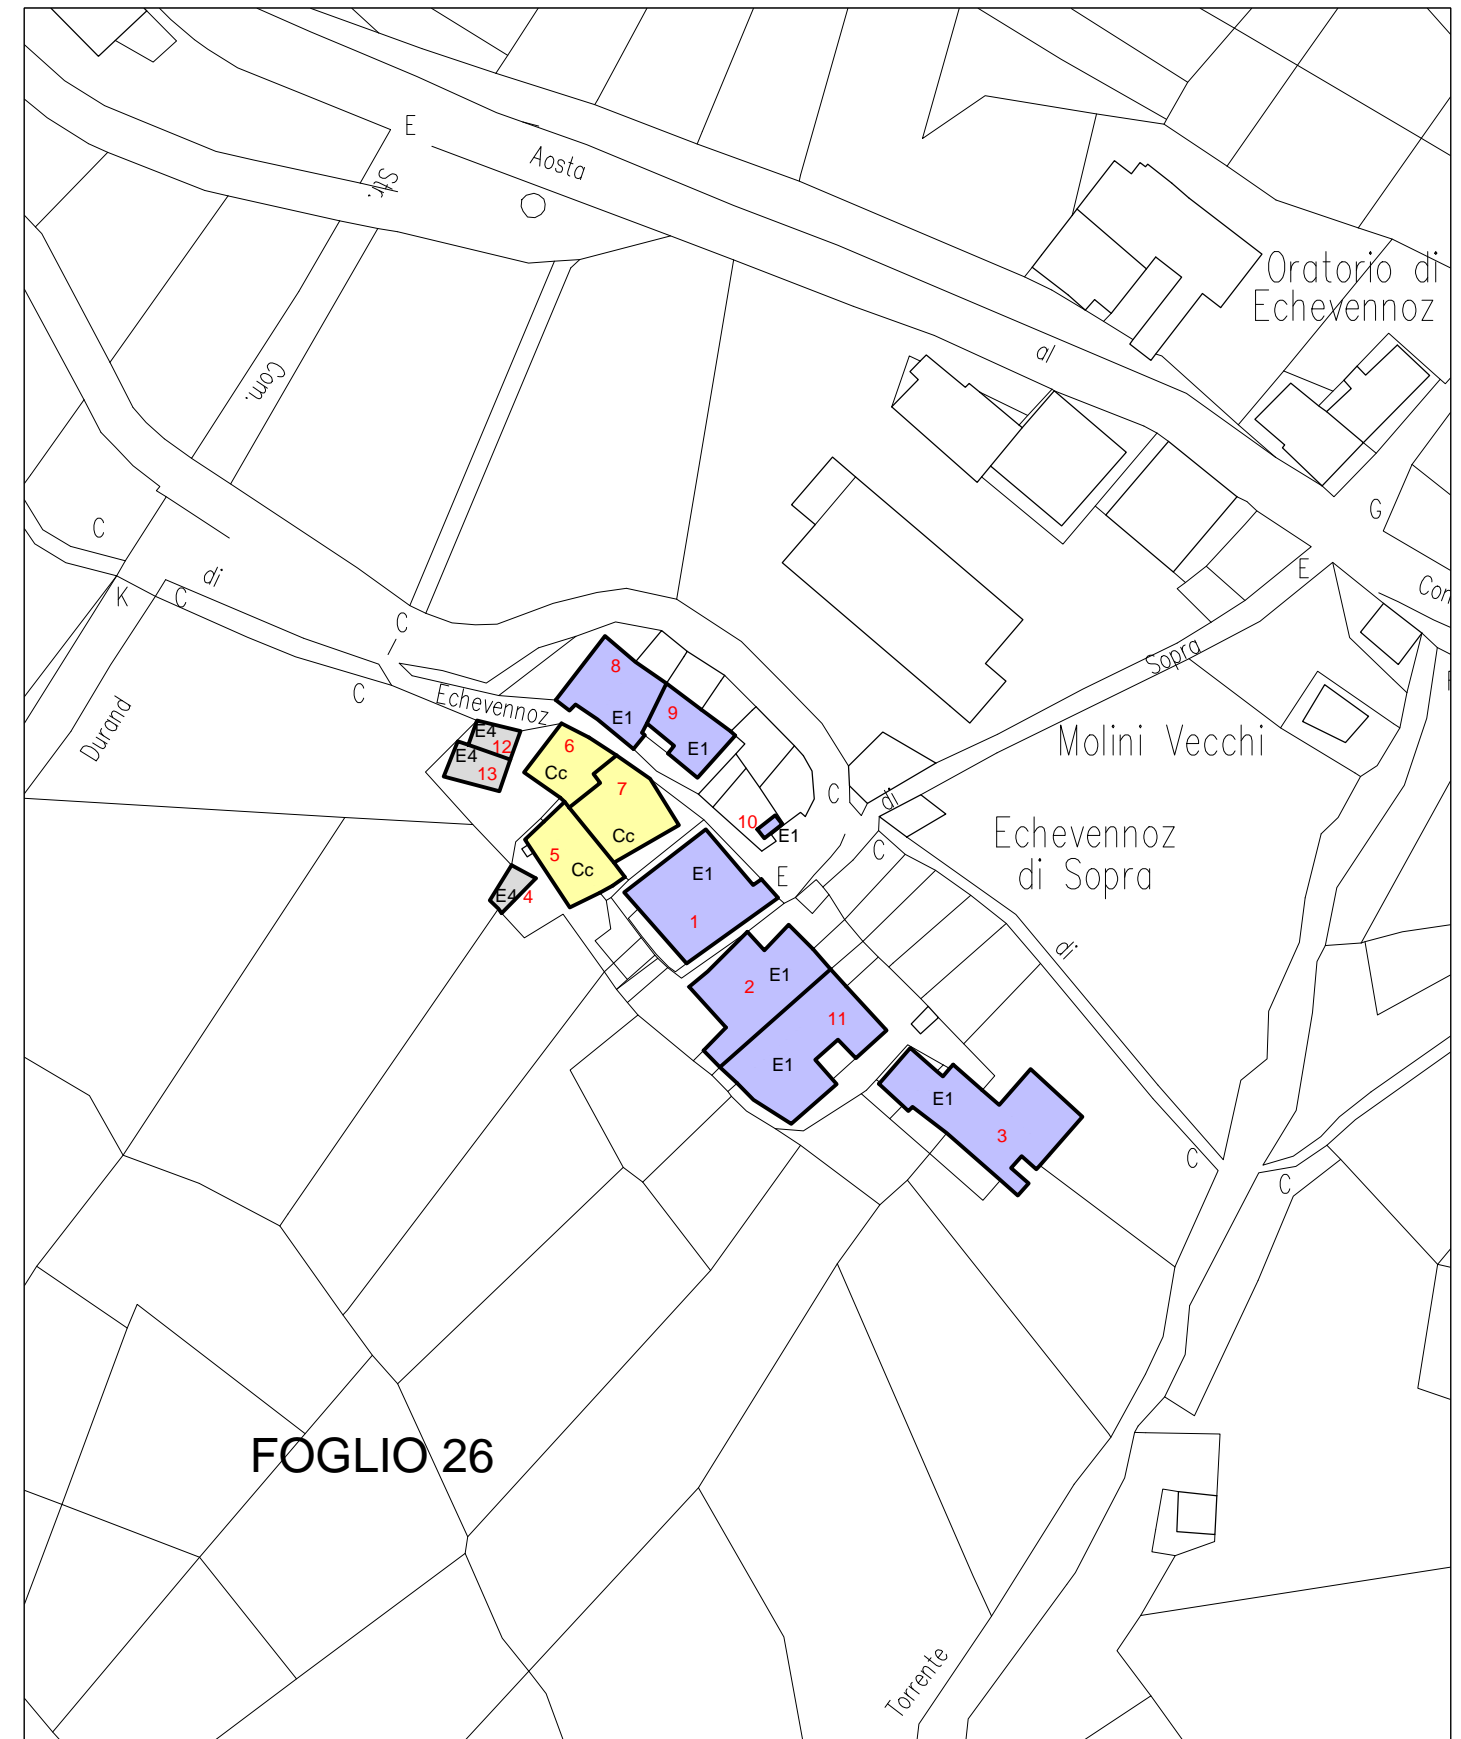 E
Aosta
Str.
Oratorio di
Echevennoz
al
Com.
G
C
E
di
K
C
Con
C
Sopra
8
C
Echevennoz
E1
9
Durand
E4
12
6
E1
Molini Vecchi
E4
13
Cc
7
C
di
10
E1
Cc
Echevennoz
di Sopra
5
C
Cc
E1
E
E4
4
1
di
E1
2
11
E1
E1
3
C
C
FOGLIO 26
Torrente